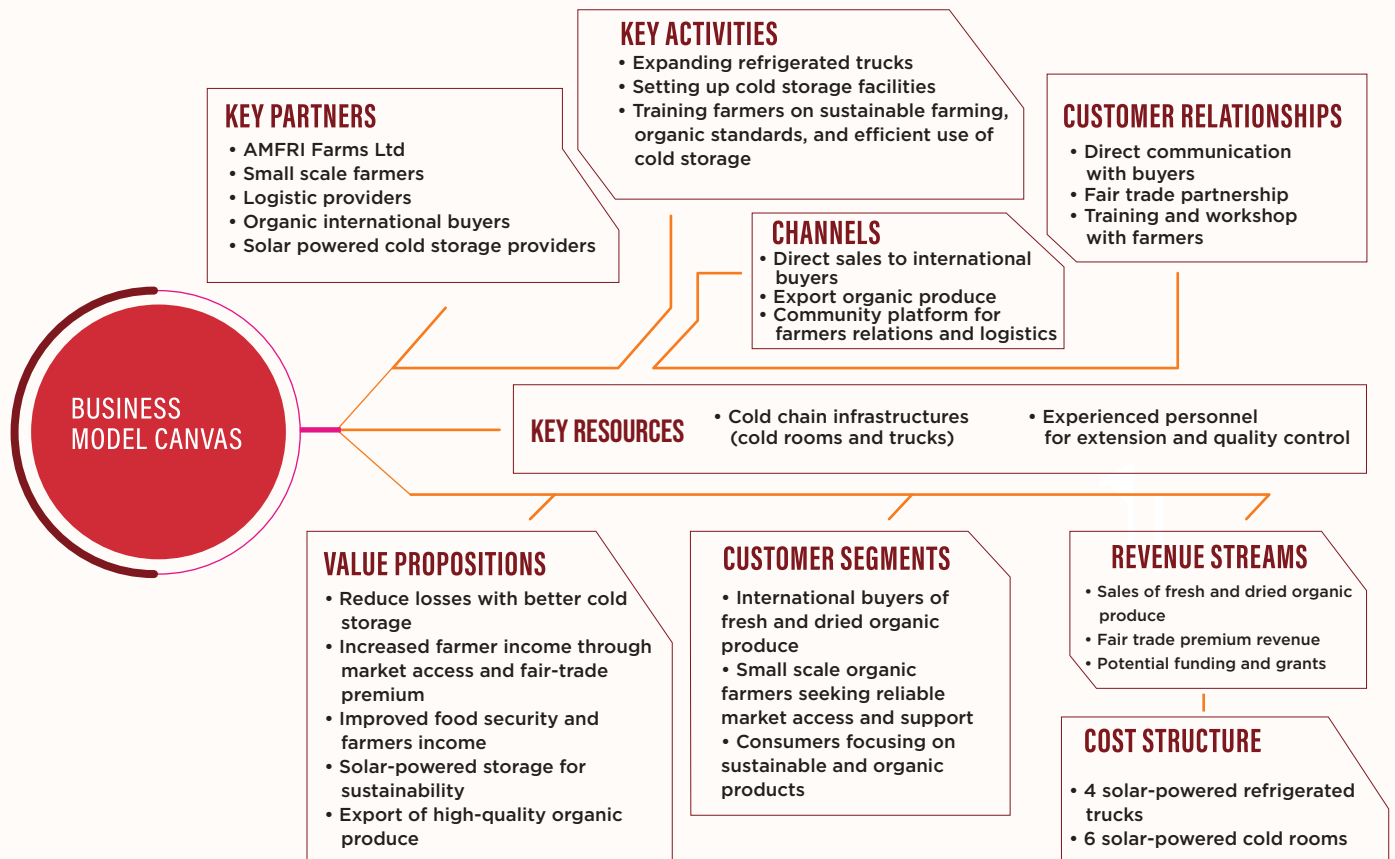 KEY ACTIVITIES
• Expanding refrigerated trucks
• Setting up cold storage facilities
• Training farmers on sustainable farming,
organic standards, and efficient use of
cold storage
KEY PARTNERS
• AMFRI Farms Ltd
• Small scale farmers
• Logistic providers
• Organic international buyers
• Solar powered cold storage providers
CUSTOMER RELATIONSHIPS
• Direct communication
with buyers
• Fair trade partnership
• Training and workshop
with farmers
CHANNELS
• Direct sales to international
buyers
• Export organic produce
• Community platform for
farmers relations and logistics
BUSINESS
MODEL CANVAS
KEY RESOURCES
• Cold chain infrastructures
(cold rooms and trucks)
• Experienced personnel
for extension and quality control
VALUE PROPOSITIONS
• Reduce losses with better cold
storage
• Increased farmer income through
market access and fair-trade
premium
• Improved food security and
farmers income
• Solar-powered storage for
sustainability
• Export of high-quality organic
produce
CUSTOMER SEGMENTS
• International buyers of
fresh and dried organic
produce
• Small scale organic
farmers seeking reliable
market access and support
• Consumers focusing on
sustainable and organic
products
REVENUE STREAMS
• Sales of fresh and dried organic
produce
• Fair trade premium revenue
• Potential funding and grants
COST STRUCTURE
• 4 solar-powered refrigerated
trucks
• 6 solar-powered cold rooms